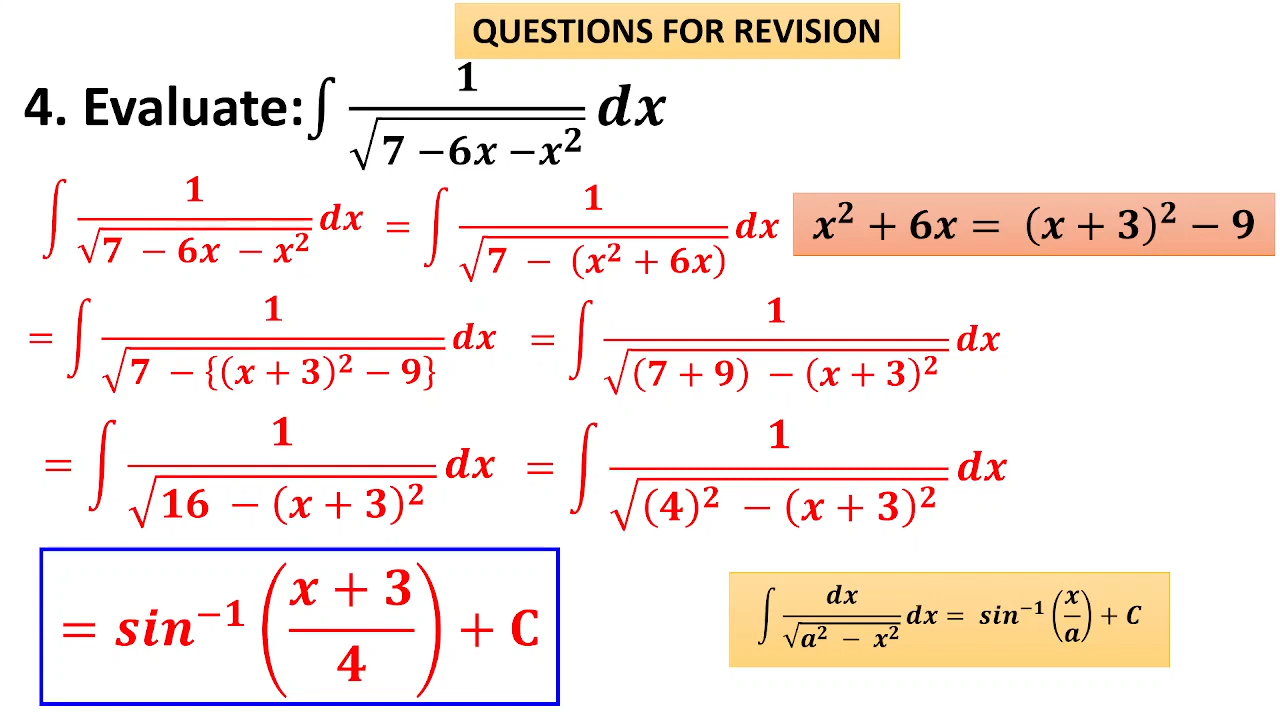 QUESTIONS FOR REVISION
4. Evaluate: ∫ 1/√(7 − 6x − x²) dx
∫ 1/√(7 − 6x − x²) dx = ∫ 1/√(7 − (x² + 6x)) dx
x² + 6x = (x + 3)² − 9
= ∫ 1/√(7 − {(x + 3)² − 9}) dx = ∫ 1/√((7 + 9) − (x + 3)²) dx
= ∫ 1/√(16 − (x + 3)²) dx = ∫ 1/√((4)² − (x + 3)²) dx
= sin⁻¹((x + 3)/4) + C
∫ dx/√(a² − x²) dx = sin⁻¹(x/a) + C